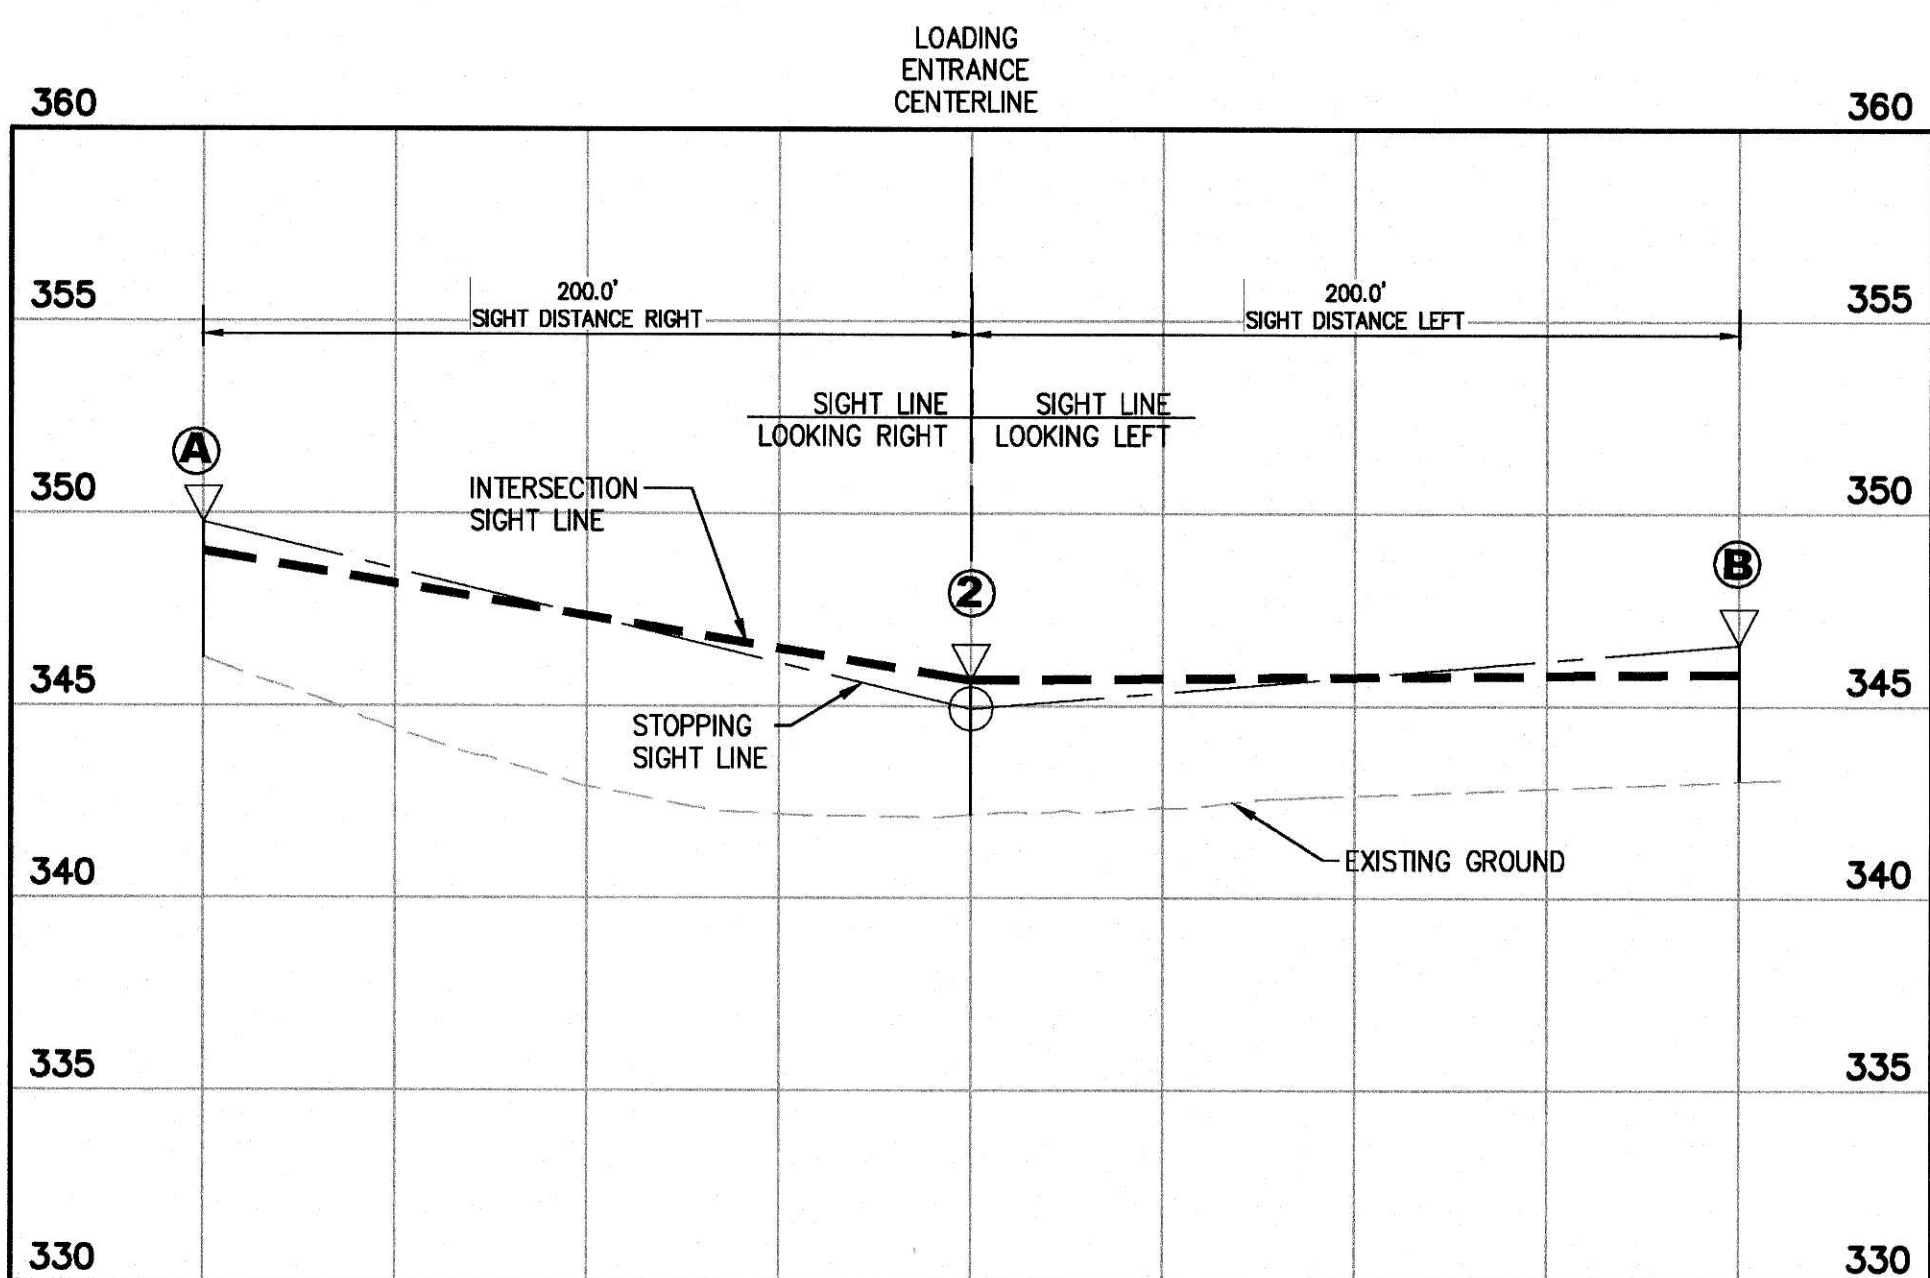 LOADING
ENTRANCE
CENTERLINE
360
360
355
200.0'
SIGHT DISTANCE RIGHT
200.0'
SIGHT DISTANCE LEFT
355
SIGHT LINE
LOOKING RIGHT
SIGHT LINE
LOOKING LEFT
A
350
INTERSECTION
SIGHT LINE
350
2
B
345
STOPPING
SIGHT LINE
345
340
EXISTING GROUND
340
335
335
330
330